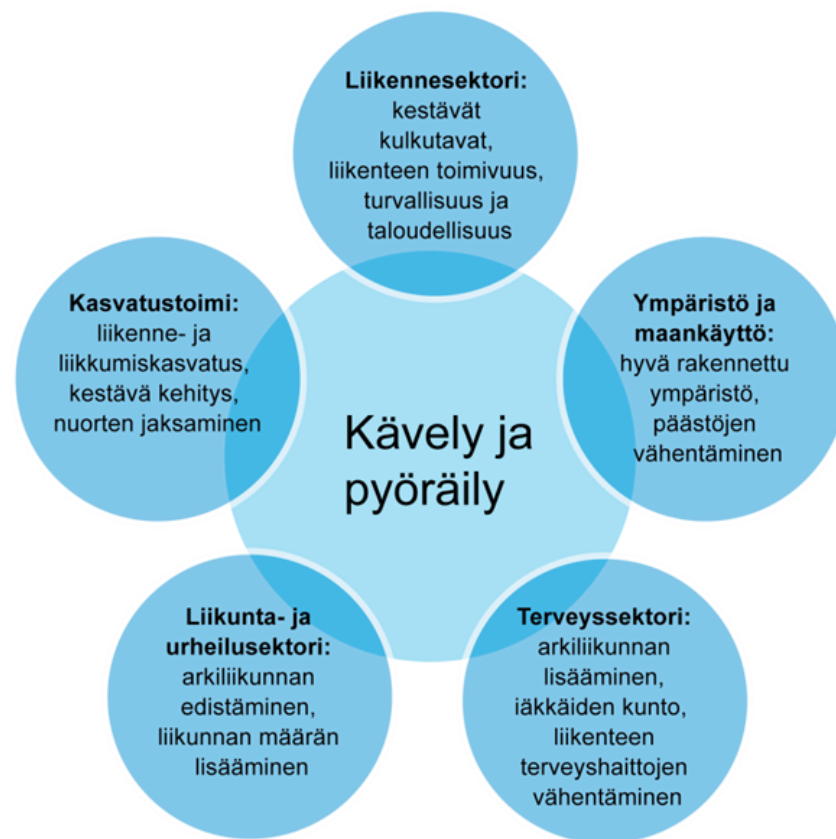 Liikennesektori:
kestävät
kulkutavat,
liikenteen toimivuus,
turvallisuus ja
taloudellisuus
Kasvatustoimi:
liikenne- ja
liikkumiskasvatus,
kestävä kehitys,
nuorten jaksaminen
Ympäristö ja
maankäyttö:
hyvä rakennettu
ympäristö,
päästöjen
vähentäminen
Kävely ja
pyöräily
Liikunta- ja
urheilusektori:
arkiliikunnan
edistäminen,
liikunnan määrän
lisääminen
Terveyssektori:
arkiliikunnan
lisääminen,
iäkkäiden kunto,
liikenteen
terveyshaittojen
vähentäminen